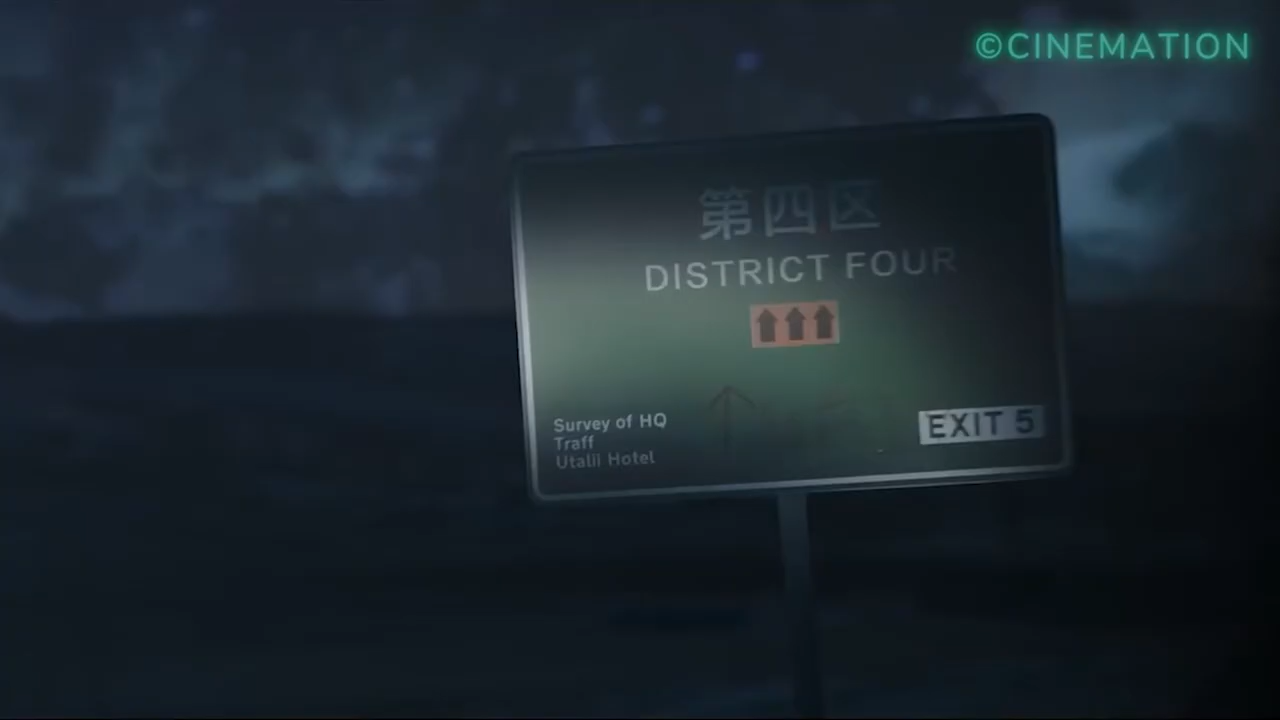 ©CINEMATION
第四区
DISTRICT FOUR
Survey of HQ
Traff
Utalii Hotel
EXIT 5